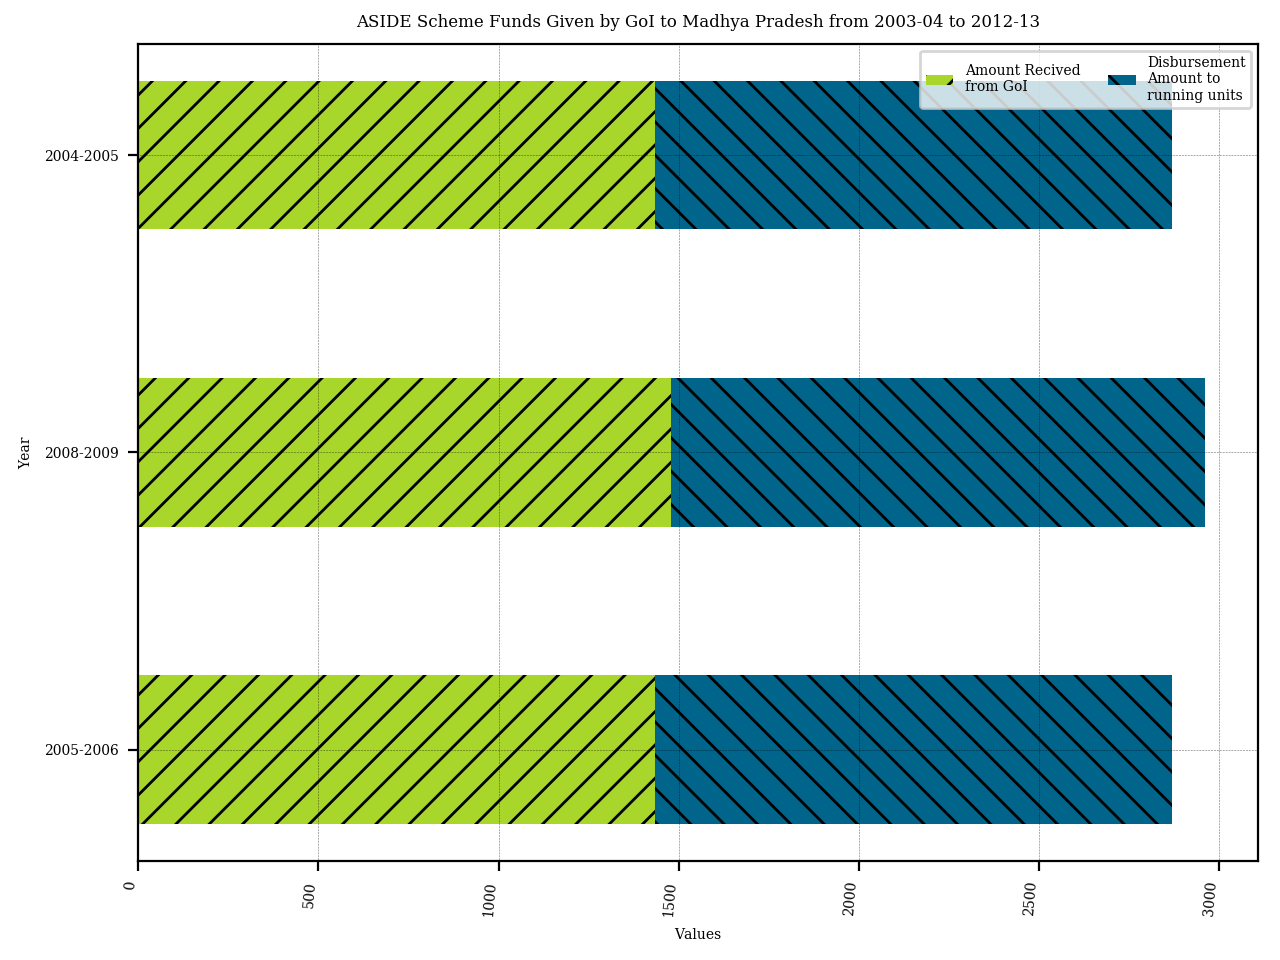 ASIDE Scheme Funds Given by GoI to Madhya Pradesh from 2003-04 to 2012-13
Amount Recived
from GoI
Disbursement
Amount to
running units
2004-2005
2008-2009
2005-2006
Year
0
500
1000
1500
2000
2500
3000
Values